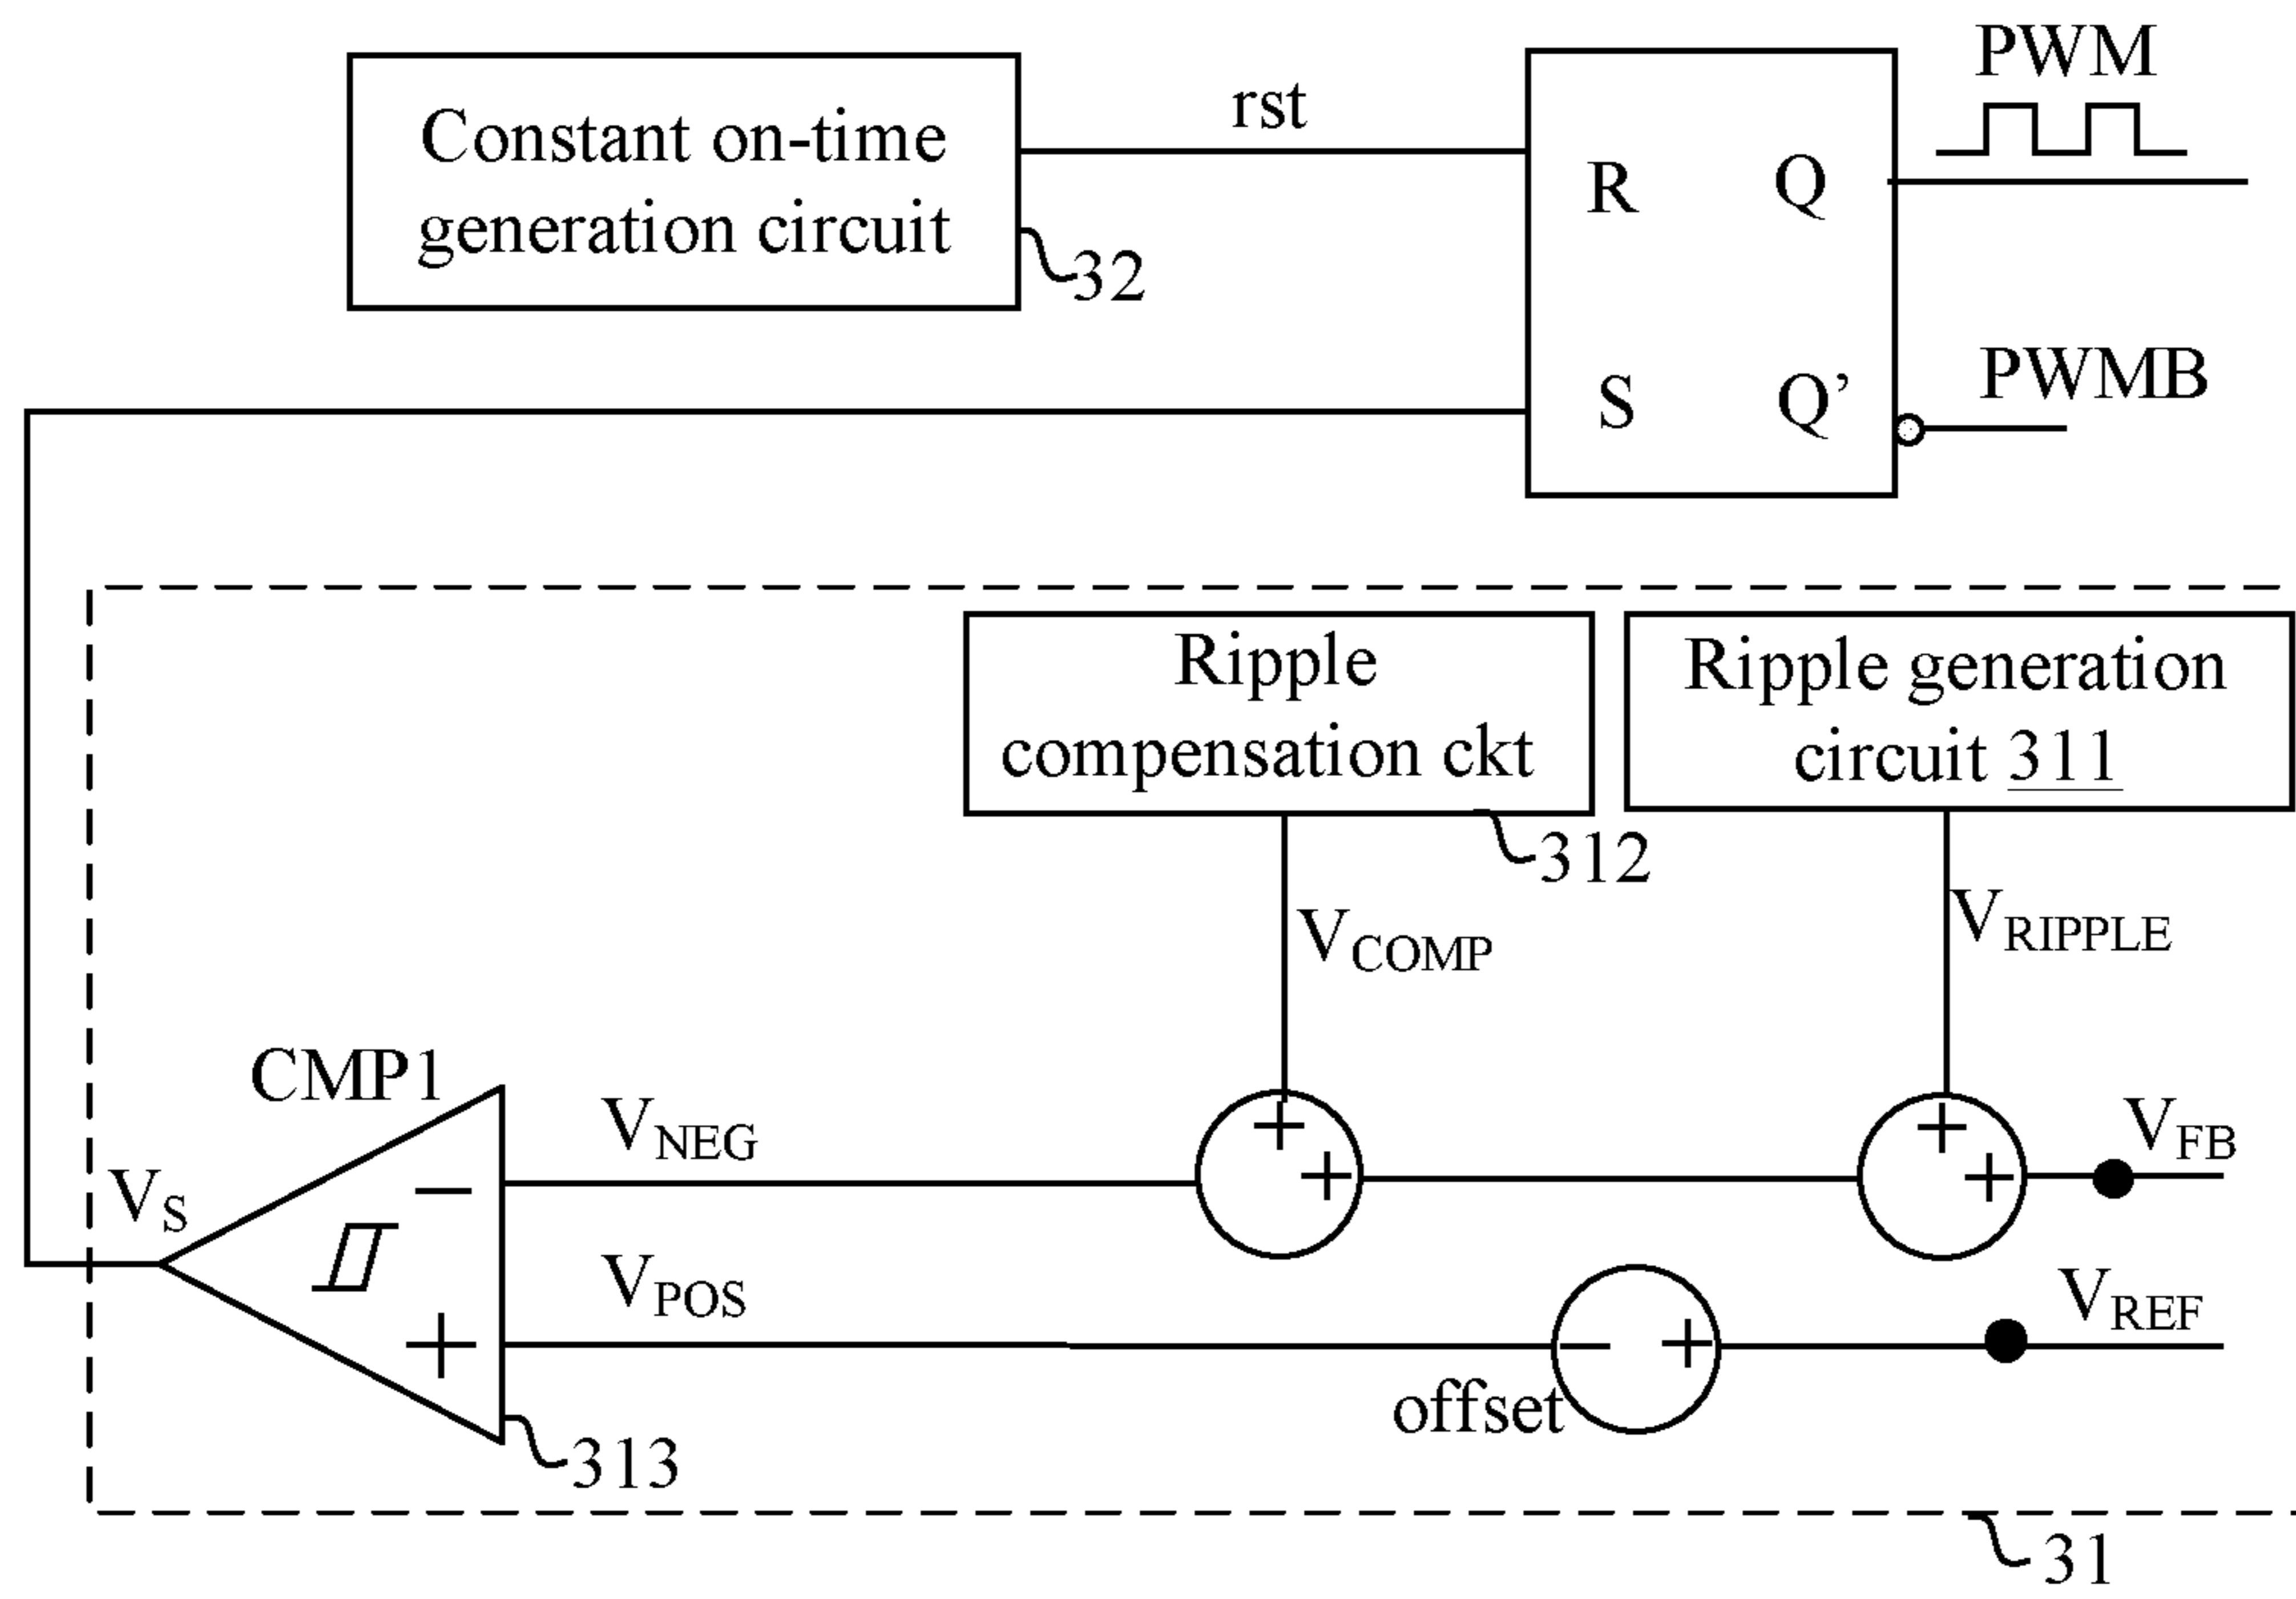 PWM
Constant on-time
generation circuit
rst
R
Q
32
S
Q’
PWMB
Ripple
compensation ckt
Ripple generation
circuit 311
312
VCOMP
VRIPPLE
CMP1
VNEG
+
+
+
+
VFB
VS
−
VPOS
+
−
+
VREF
offset
313
31